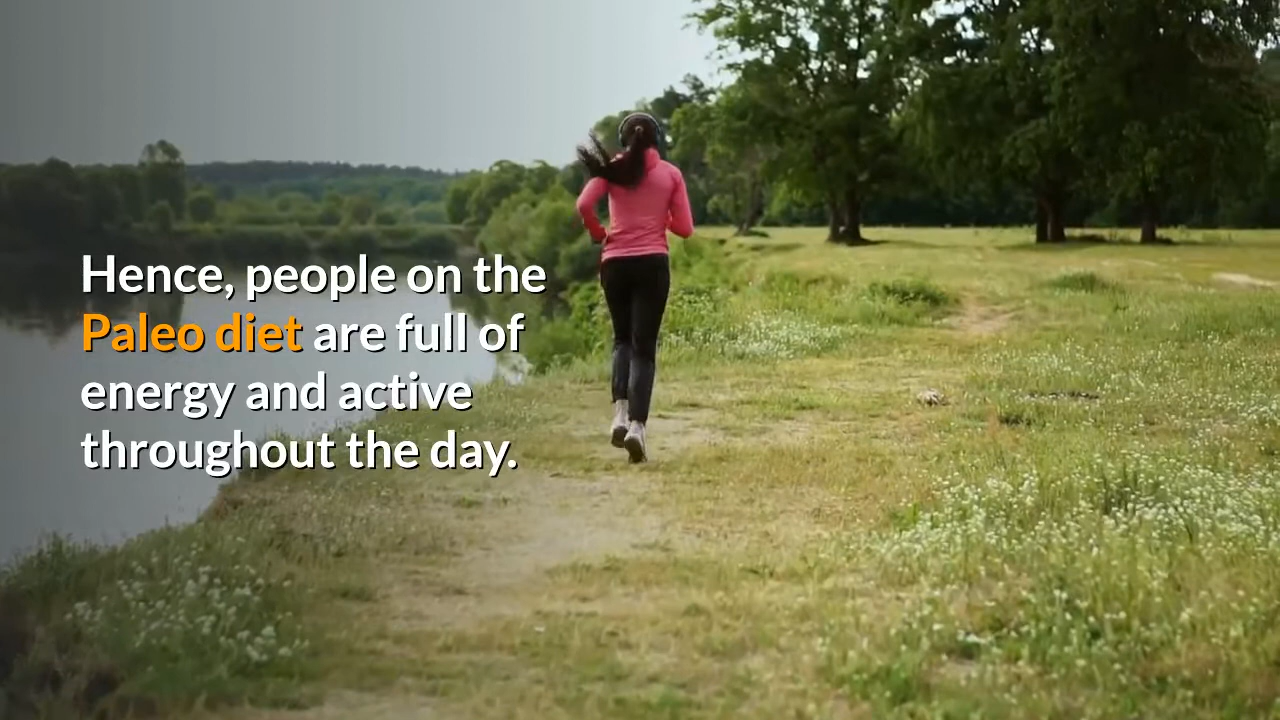 Hence, people on the
Paleo diet are full of
energy and active
throughout the day.